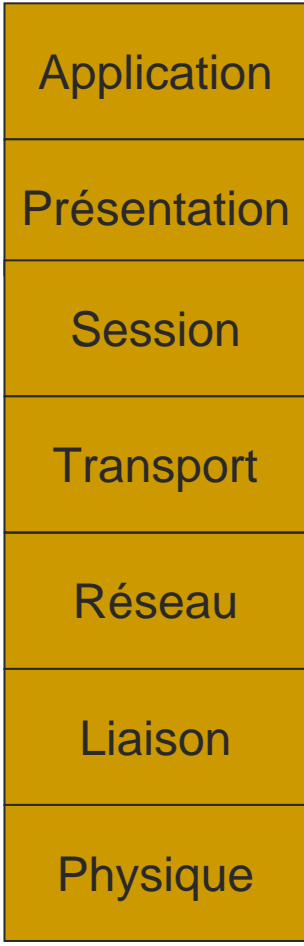 Application
Présentation
Session
Transport
Réseau
Liaison
Physique